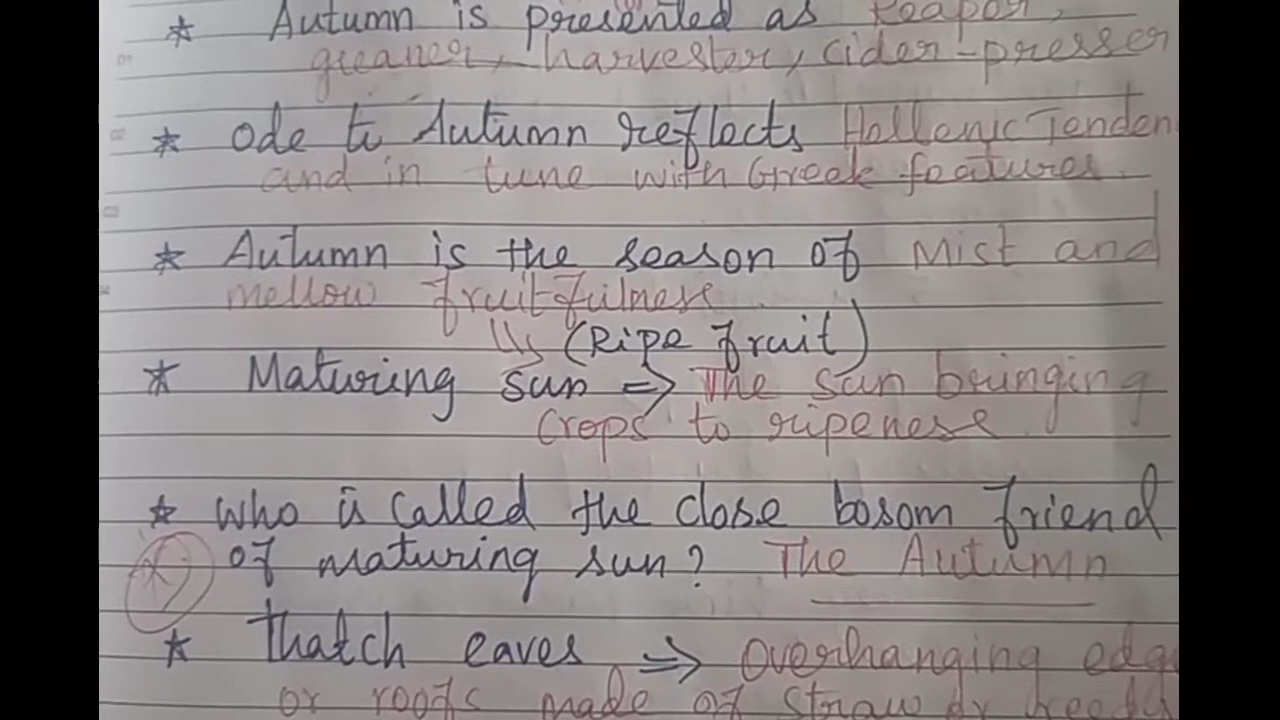 * Autumn is presented as Reaper,
gleaner, harvester, cider-presser
* Ode to Autumn reflects Hellenic Tenden
and in tune with Greek features.
* Autumn is the season of Mist and
mellow fruitfulness.
(Ripe fruit)
* Maturing sun => The sun bringing
Crops to ripeness.
* Who is called the close bosom friend
of maturing sun? The Autumn
* Thatch eaves => Overhanging edge
or roofs made of straw or reeds